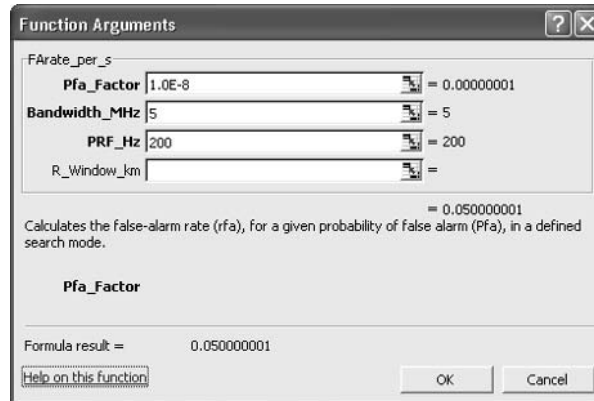 Function Arguments
FArate_per_s
Pfa_Factor 1.0E-8 = 0.00000001
Bandwidth_MHz 5 = 5
PRF_Hz 200 = 200
R_Window_km =
= 0.050000001
Calculates the false-alarm rate (rfa), for a given probability of false alarm (Pfa), in a defined
search mode.
Pfa_Factor
Formula result = 0.050000001
Help on this function OK Cancel